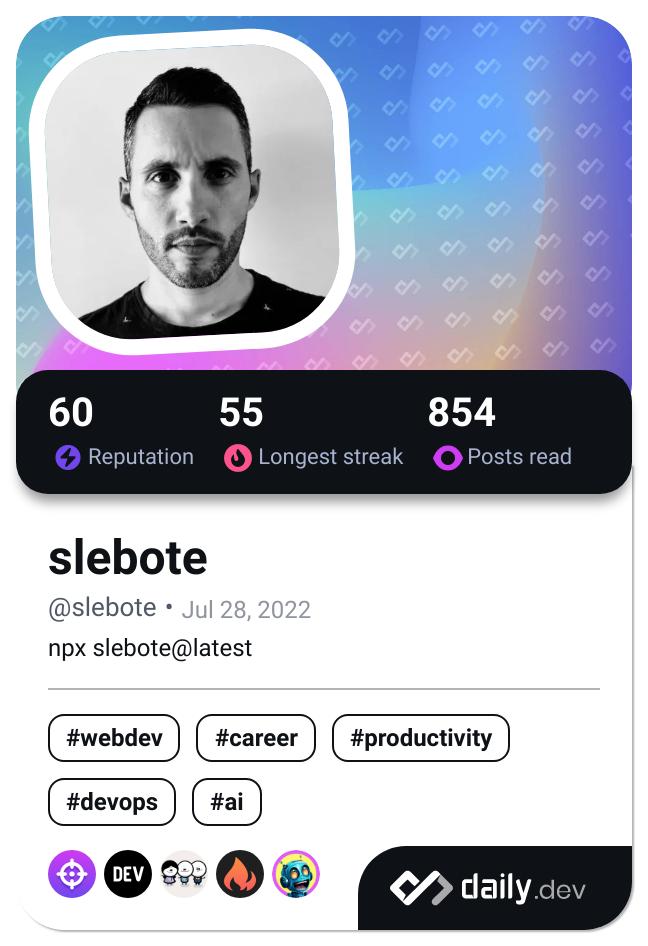 60 55 854
Reputation Longest streak Posts read
slebote
@slebote • Jul 28, 2022
npx slebote@latest
#webdev #career #productivity
#devops #ai
DEV
daily.dev